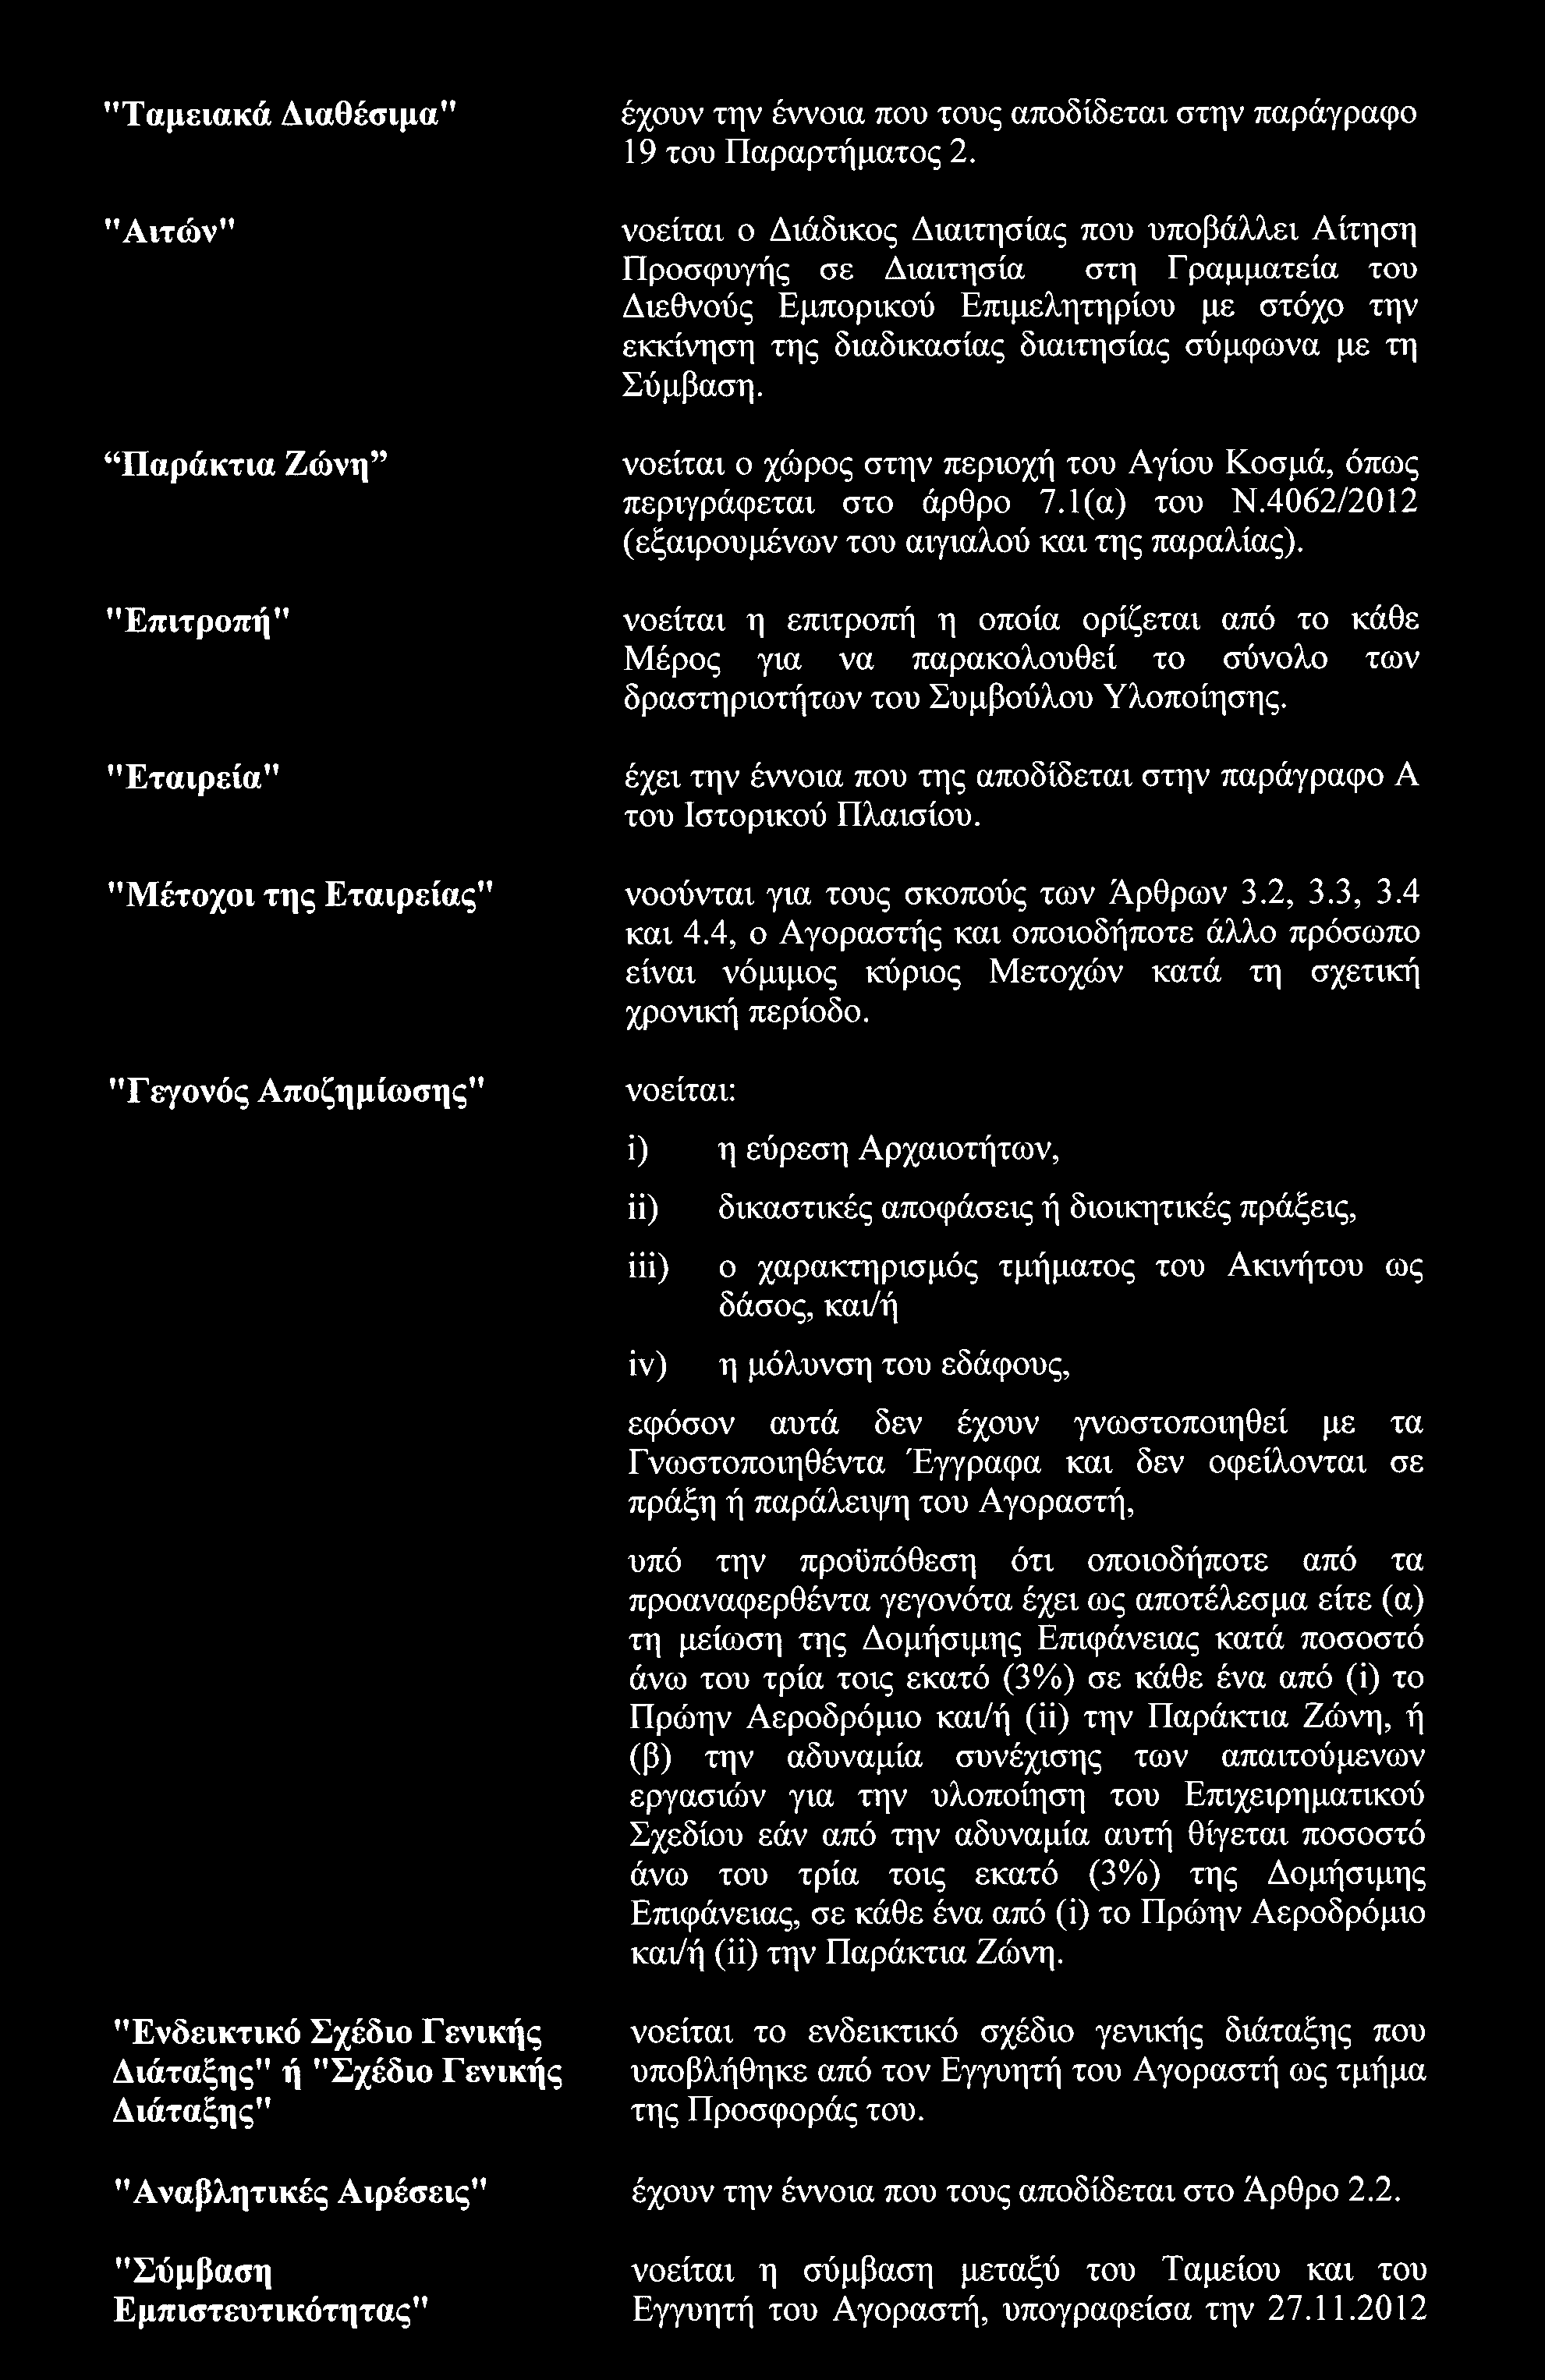 "Ταμειακά Διαθέσιμα"
έχουν την έννοια που τους αποδίδεται στην παράγραφο
19 του Παραρτήματος 2.
"Αιτών"
νοείται ο Διάδικος Διαιτησίας που υποβάλλει Αίτηση
Προσφυγής σε Διαιτησία στη Γραμματεία του
Διεθνούς Εμπορικού Επιμελητηρίου με στόχο την
εκκίνηση της διαδικασίας διαιτησίας σύμφωνα με τη
Σύμβαση.
“Παράκτια Ζώνη”
νοείται ο χώρος στην περιοχή του Αγίου Κοσμά, όπως
περιγράφεται στο άρθρο 7.1(α) του Ν.4062/2012
(εξαιρουμένων του αιγιαλού και της παραλίας).
"Επιτροπή"
νοείται η επιτροπή η οποία ορίζεται από το κάθε
Μέρος για να παρακολουθεί το σύνολο των
δραστηριοτήτων του Συμβούλου Υλοποίησης.
"Εταιρεία"
έχει την έννοια που της αποδίδεται στην παράγραφο Α
του Ιστορικού Πλαισίου.
"Μέτοχοι της Εταιρείας"
νοούνται για τους σκοπούς των Άρθρων 3.2, 3.3, 3.4
και 4.4, ο Αγοραστής και οποιοδήποτε άλλο πρόσωπο
είναι νόμιμος κύριος Μετοχών κατά τη σχετική
χρονική περίοδο.
"Γεγονός Αποζημίωσης"
νοείται:
i) η εύρεση Αρχαιοτήτων,
ii) δικαστικές αποφάσεις ή διοικητικές πράξεις,
iii) ο χαρακτηρισμός τμήματος του Ακινήτου ως
δάσος, και/ή
iv) η μόλυνση του εδάφους,
εφόσον αυτά δεν έχουν γνωστοποιηθεί με τα
Γνωστοποιηθέντα Έγγραφα και δεν οφείλονται σε
πράξη ή παράλειψη του Αγοραστή,
υπό την προϋπόθεση ότι οποιοδήποτε από τα
προαναφερθέντα γεγονότα έχει ως αποτέλεσμα είτε (α)
τη μείωση της Δομήσιμης Επιφάνειας κατά ποσοστό
άνω του τρία τοις εκατό (3%) σε κάθε ένα από (i) το
Πρώην Αεροδρόμιο και/ή (ii) την Παράκτια Ζώνη, ή
(β) την αδυναμία συνέχισης των απαιτούμενων
εργασιών για την υλοποίηση του Επιχειρηματικού
Σχεδίου εάν από την αδυναμία αυτή θίγεται ποσοστό
άνω του τρία τοις εκατό (3%) της Δομήσιμης
Επιφάνειας, σε κάθε ένα από (i) το Πρώην Αεροδρόμιο
και/ή (ii) την Παράκτια Ζώνη.
"Ενδεικτικό Σχέδιο Γενικής
Διάταξης" ή "Σχέδιο Γενικής
Διάταξης"
νοείται το ενδεικτικό σχέδιο γενικής διάταξης που
υποβλήθηκε από τον Εγγυητή του Αγοραστή ως τμήμα
της Προσφοράς του.
"Αναβλητικές Αιρέσεις"
έχουν την έννοια που τους αποδίδεται στο Άρθρο 2.2.
"Σύμβαση
Εμπιστευτικότητας"
νοείται η σύμβαση μεταξύ του Ταμείου και του
Εγγυητή του Αγοραστή, υπογραφείσα την 27.11.2012